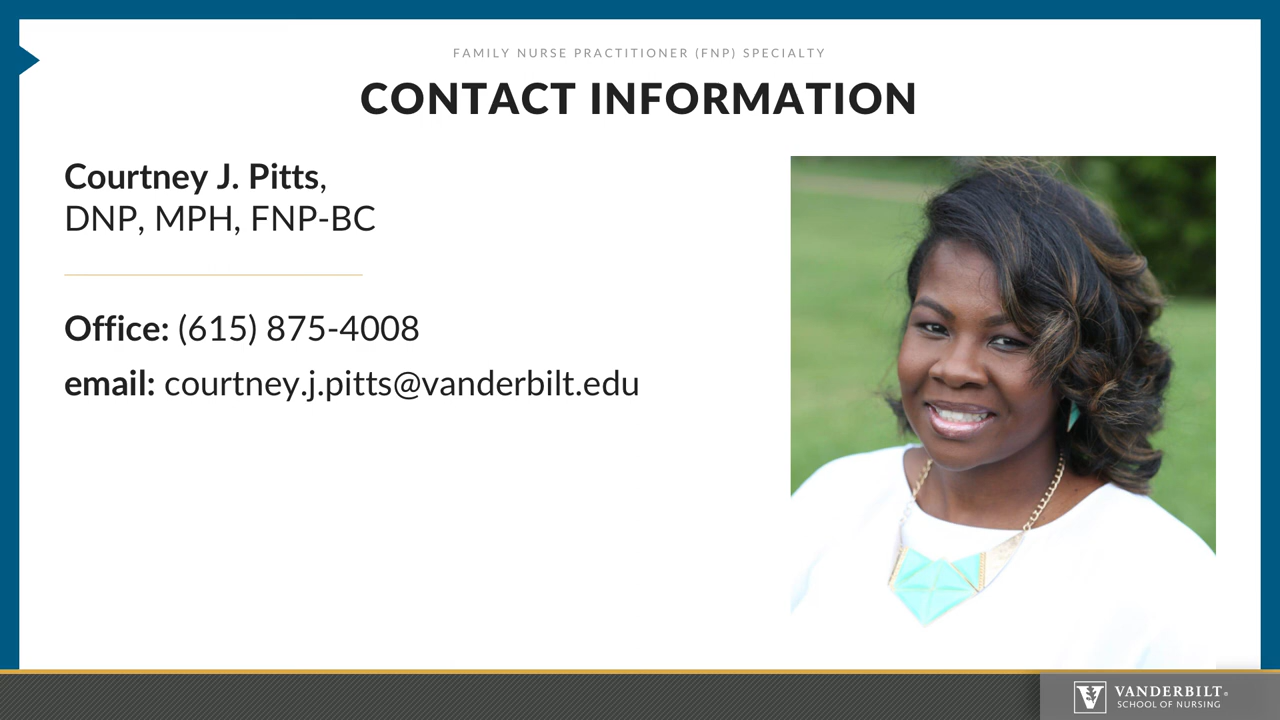 FAMILY NURSE PRACTITIONER (FNP) SPECIALTY
CONTACT INFORMATION
Courtney J. Pitts,
DNP, MPH, FNP-BC
Office: (615) 875-4008
email: courtney.j.pitts@vanderbilt.edu
V VANDERBILT®
SCHOOL OF NURSING